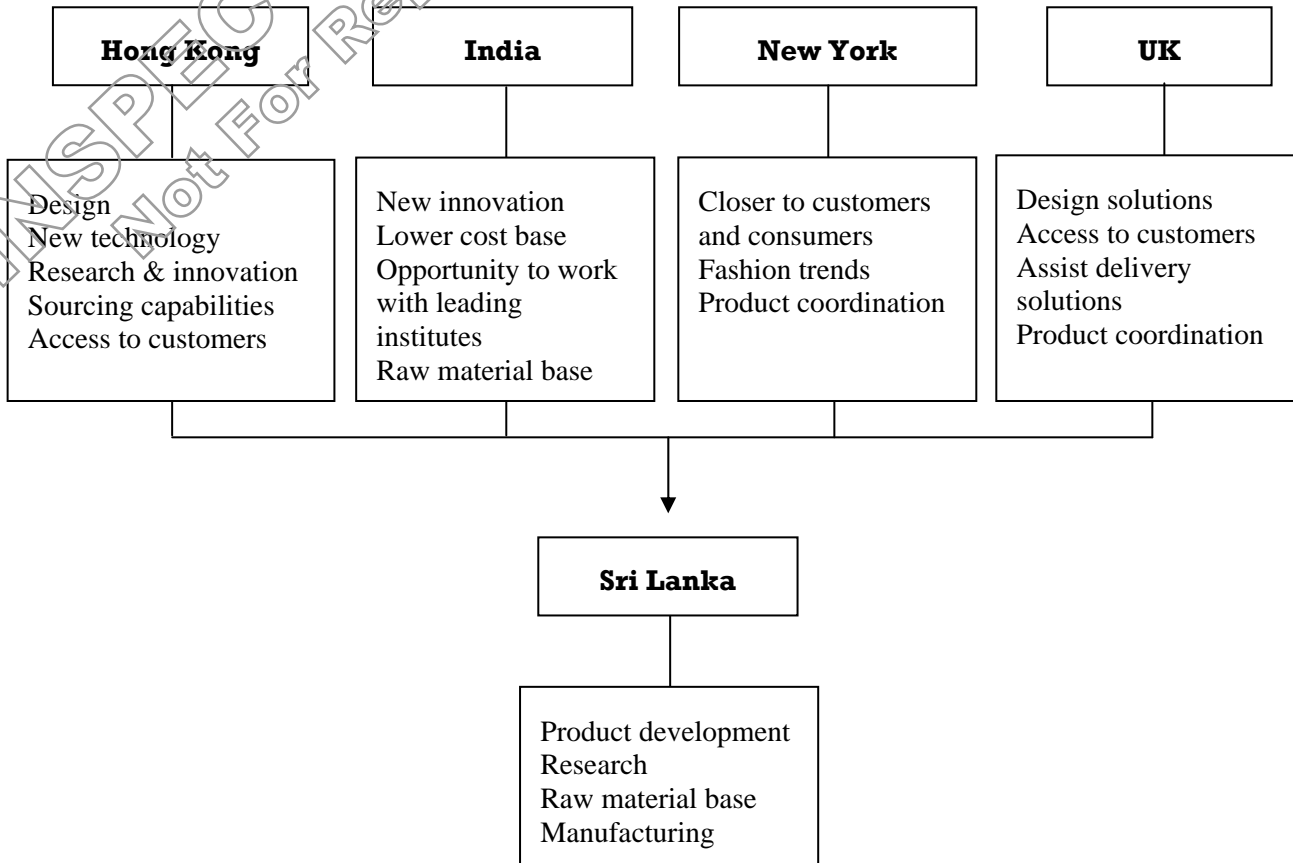 Hong Kong
India
New York
UK
Design
New technology
Research & innovation
Sourcing capabilities
Access to customers
New innovation
Lower cost base
Opportunity to work
with leading
institutes
Raw material base
Closer to customers
and consumers
Fashion trends
Product coordination
Design solutions
Access to customers
Assist delivery
solutions
Product coordination
Sri Lanka
Product development
Research
Raw material base
Manufacturing
Not For